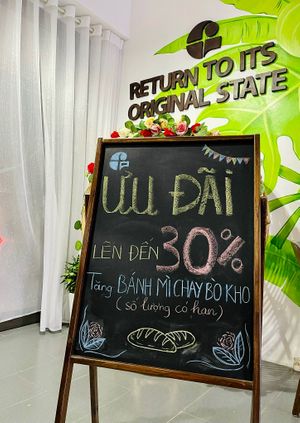 RETURN TO ITS
ORIGINAL STATE
ƯU ĐÃI
LÊN ĐẾN 30%
Tặng BÁNH MÌ CHAY BÒ KHO
(số lượng có hạn)